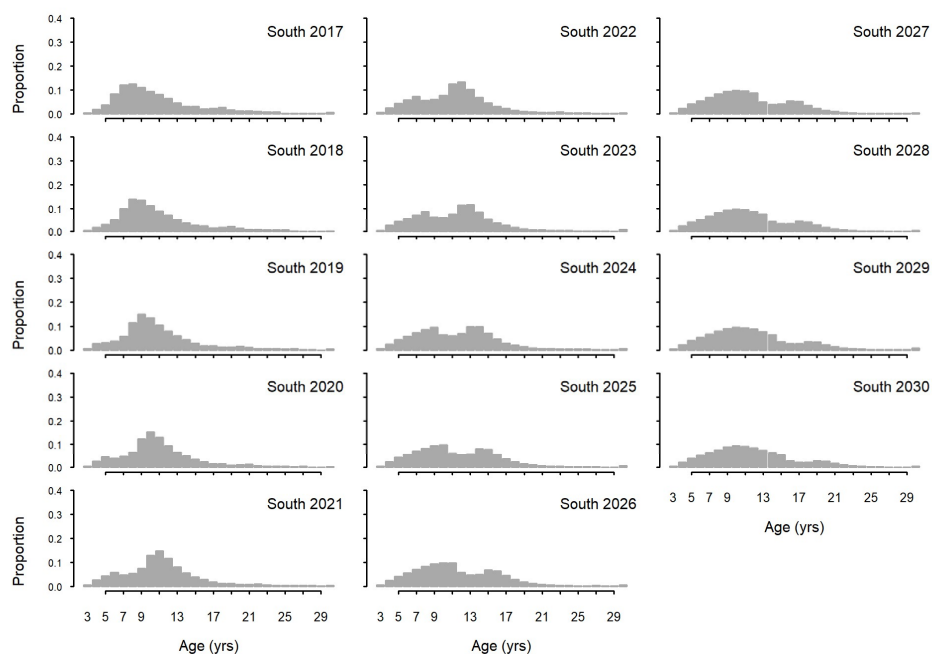 South 2017
Proportion
0.4
0.3
0.2
0.1
0.0
South 2018
0.4
0.3
0.2
0.1
0.0
South 2019
Proportion
0.4
0.3
0.2
0.1
0.0
South 2020
0.4
0.3
0.2
0.1
0.0
South 2021
Proportion
0.4
0.3
0.2
0.1
0.0
3 5 7 9 13 17 21 25 29
Age (yrs)
South 2022
South 2023
South 2024
South 2025
South 2026
3 5 7 9 13 17 21 25 29
Age (yrs)
South 2027
South 2028
South 2029
South 2030
3 5 7 9 13 17 21 25 29
Age (yrs)